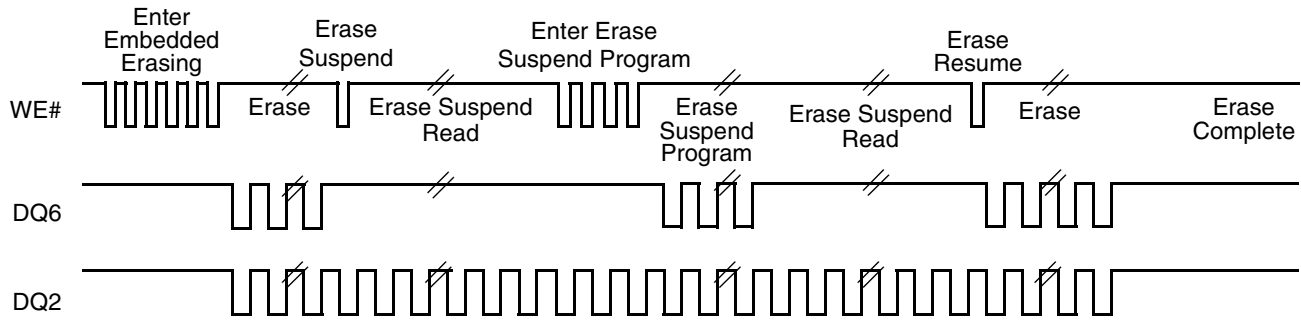 Enter
Embedded
Erasing
Erase
Suspend
Enter Erase
Suspend Program
Erase
Resume
WE#
Erase
Erase Suspend
Read
Erase
Suspend
Program
Erase Suspend
Read
Erase
Erase
Complete
DQ6
DQ2